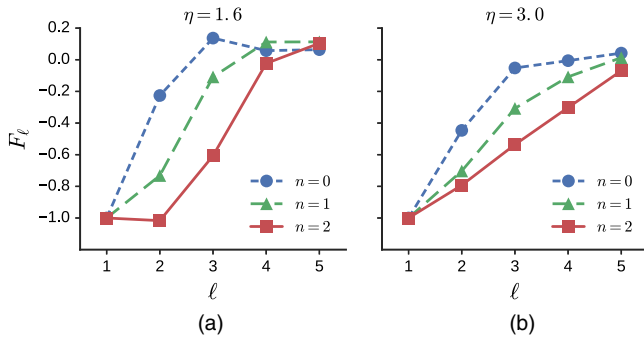 η = 1.6
η = 3.0
0.2
0.0
−0.2
−0.4
−0.6
−0.8
−1.0
F_ℓ
n = 0
n = 1
n = 2
n = 0
n = 1
n = 2
1 2 3 4 5
1 2 3 4 5
ℓ
ℓ
(a)
(b)